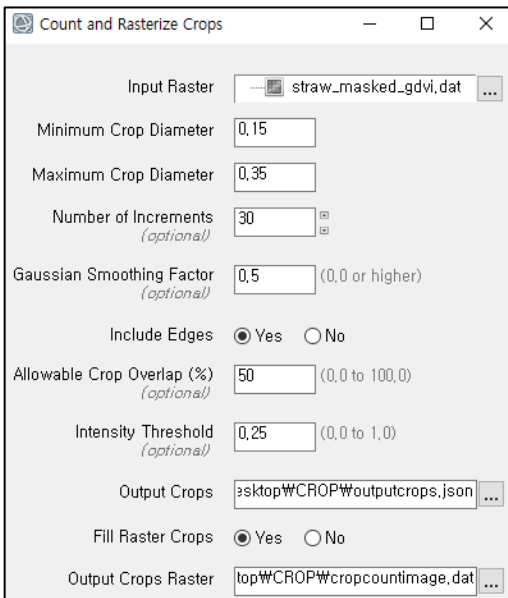 Count and Rasterize Crops
Input Raster straw_masked_gdvi.dat ...
Minimum Crop Diameter 0.15
Maximum Crop Diameter 0.35
Number of Increments 30
(optional)
Gaussian Smoothing Factor 0.5 (0.0 or higher)
(optional)
Include Edges Yes No
Allowable Crop Overlap (%) 50 (0.0 to 100.0)
(optional)
Intensity Threshold 0.25 (0.0 to 1.0)
(optional)
Output Crops esktop₩CROP₩outputcrops.json ...
Fill Raster Crops Yes No
Output Crops Raster top₩CROP₩cropcountimage.dat ...